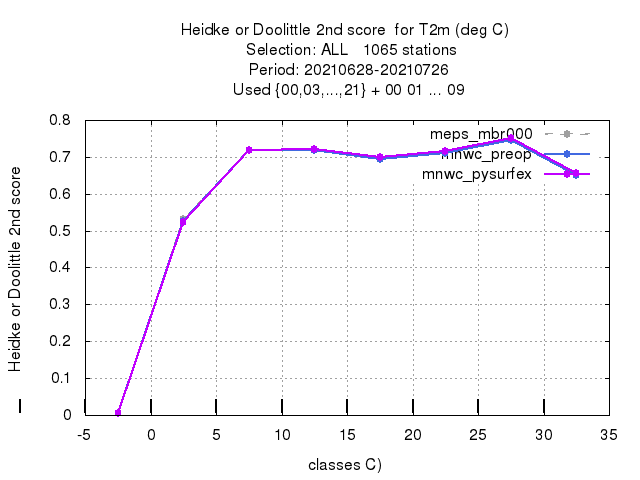 Heidke or Doolittle 2nd score for T2m (deg C)
Selection: ALL 1065 stations
Period: 20210628-20210726
Used {00,03,...,21} + 00 01 ... 09
meps_mbr000
mnwc_preop
mnwc_pysurfex
Heidke or Doolittle 2nd score
0.8
0.7
0.6
0.5
0.4
0.3
0.2
0.1
0
-5 0 5 10 15 20 25 30 35
classes C)